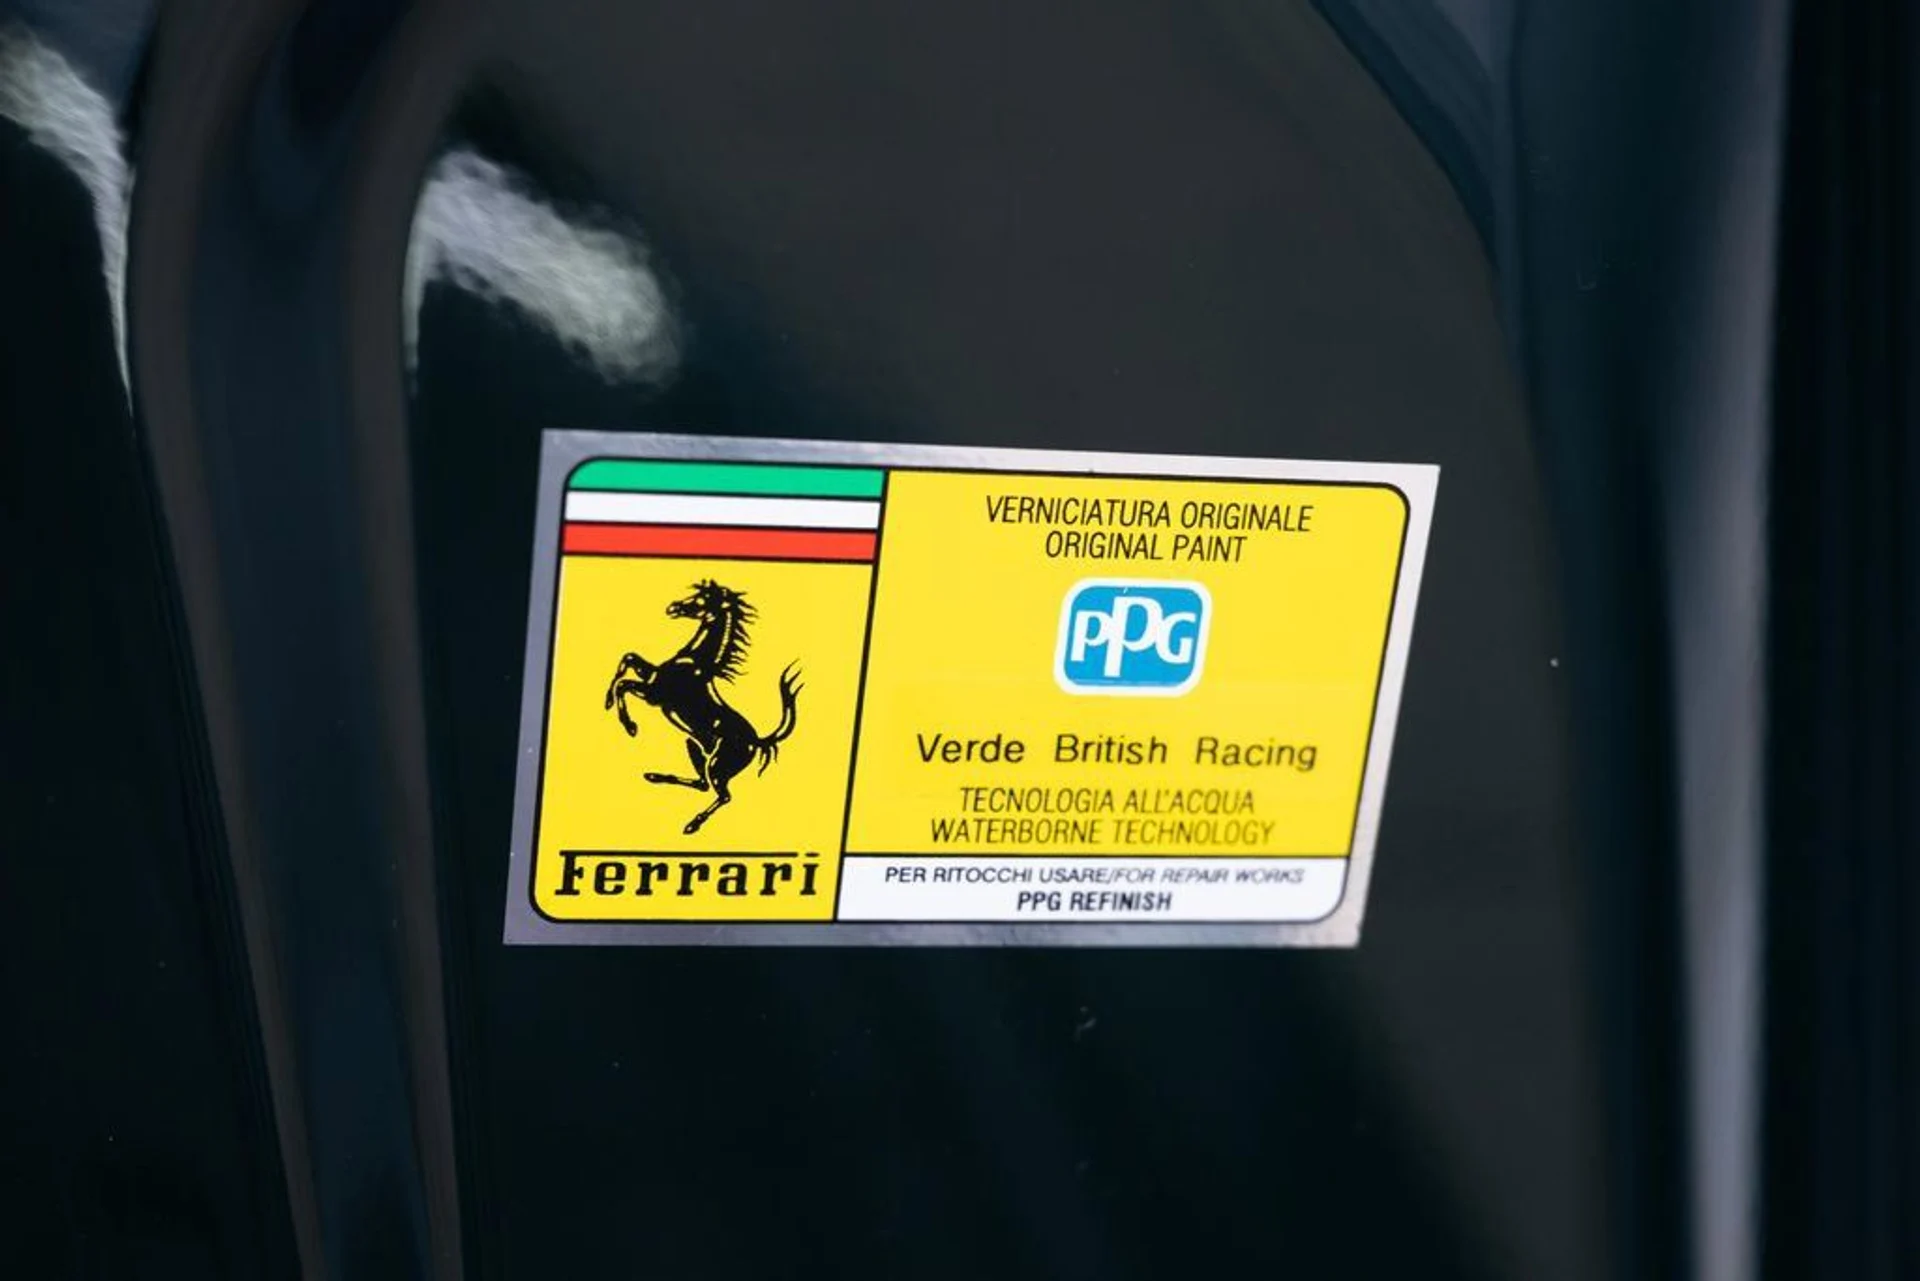 VERNICIATURA ORIGINALE
ORIGINAL PAINT
PPG
Verde British Racing
TECNOLOGIA ALL'ACQUA
WATERBORNE TECHNOLOGY
PER RITOCCHI USARE/FOR REPAIR WORKS
PPG REFINISH
Ferrari